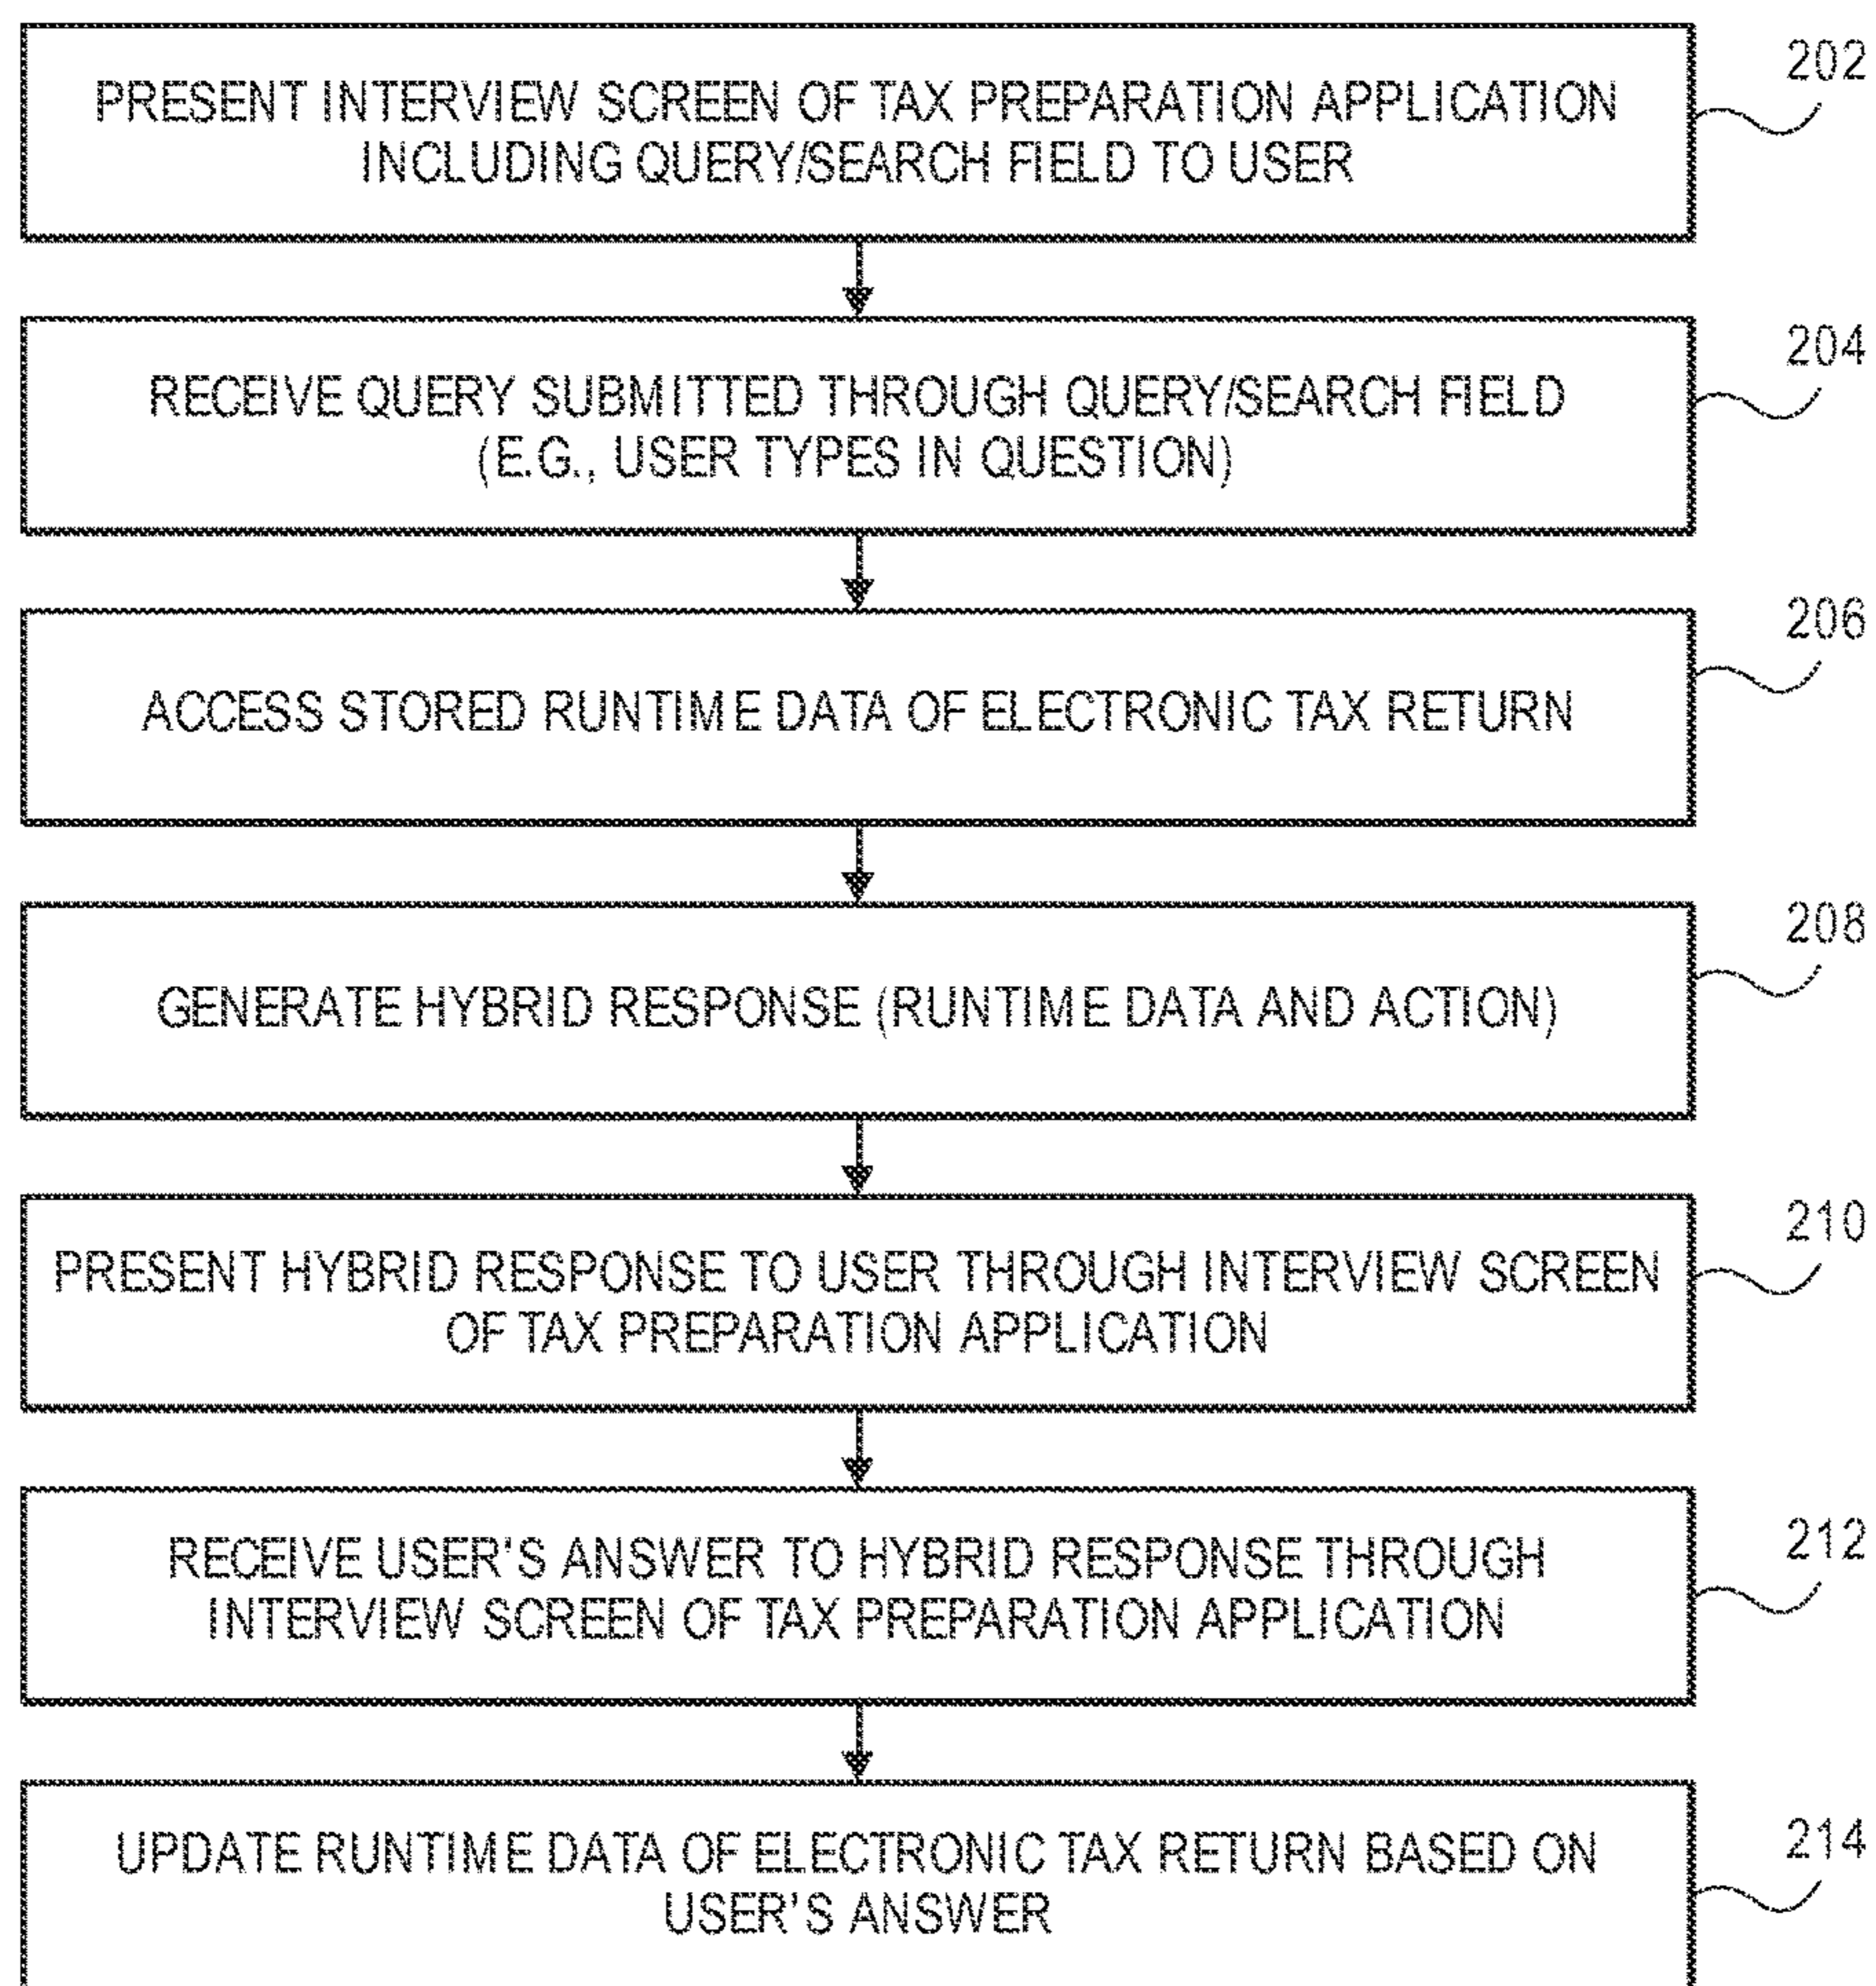 202
PRESENT INTERVIEW SCREEN OF TAX PREPARATION APPLICATION
INCLUDING QUERY/SEARCH FIELD TO USER
204
RECEIVE QUERY SUBMITTED THROUGH QUERY/SEARCH FIELD
(E.G., USER TYPES IN QUESTION)
206
ACCESS STORED RUNTIME DATA OF ELECTRONIC TAX RETURN
208
GENERATE HYBRID RESPONSE (RUNTIME DATA AND ACTION)
210
PRESENT HYBRID RESPONSE TO USER THROUGH INTERVIEW SCREEN
OF TAX PREPARATION APPLICATION
212
RECEIVE USER'S ANSWER TO HYBRID RESPONSE THROUGH
INTERVIEW SCREEN OF TAX PREPARATION APPLICATION
214
UPDATE RUNTIME DATA OF ELECTRONIC TAX RETURN BASED ON
USER'S ANSWER